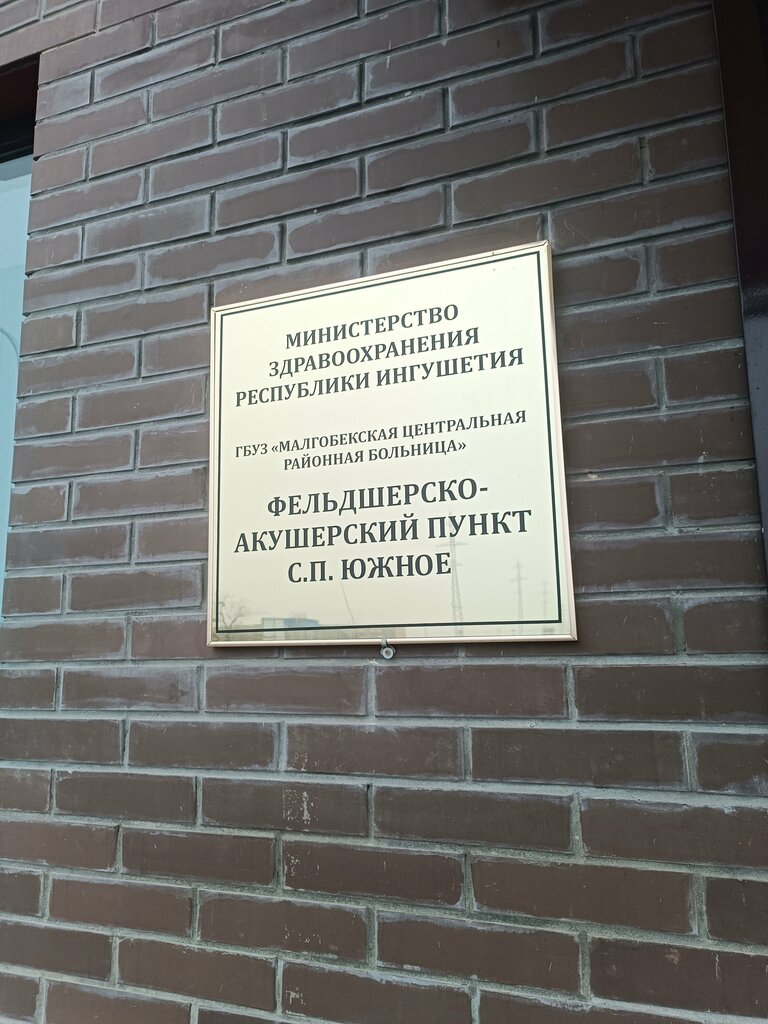 МИНИСТЕРСТВО
ЗДРАВООХРАНЕНИЯ
РЕСПУБЛИКИ ИНГУШЕТИЯ
ГБУЗ «МАЛГОБЕКСКАЯ ЦЕНТРАЛЬНАЯ
РАЙОННАЯ БОЛЬНИЦА»
ФЕЛЬДШЕРСКО-
АКУШЕРСКИЙ ПУНКТ
С.П. ЮЖНОЕ